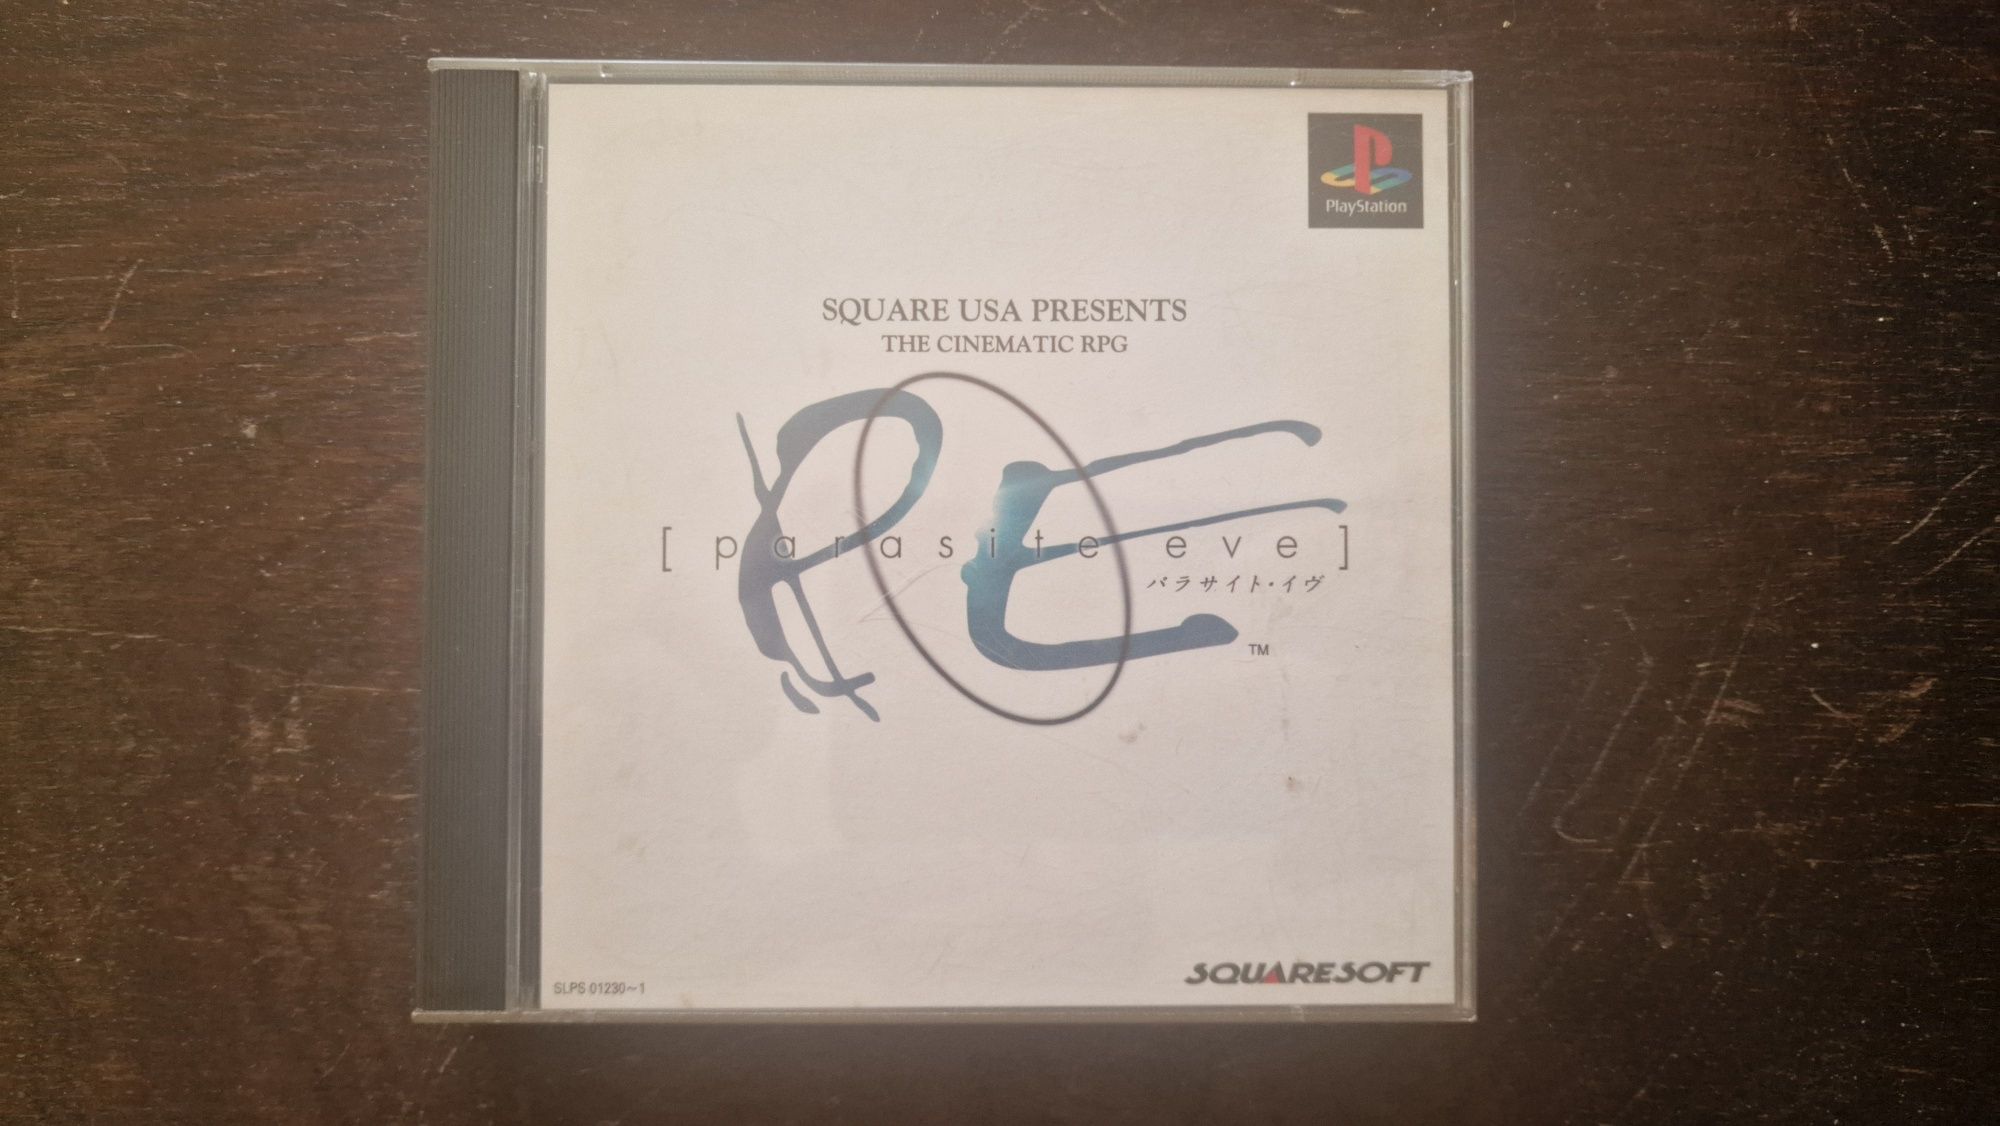 PlayStation
SQUARE USA PRESENTS
THE CINEMATIC RPG
[ parasite eve ]
パラサイト・イヴ
TM
SLPS 01230~1
SQUARESOFT